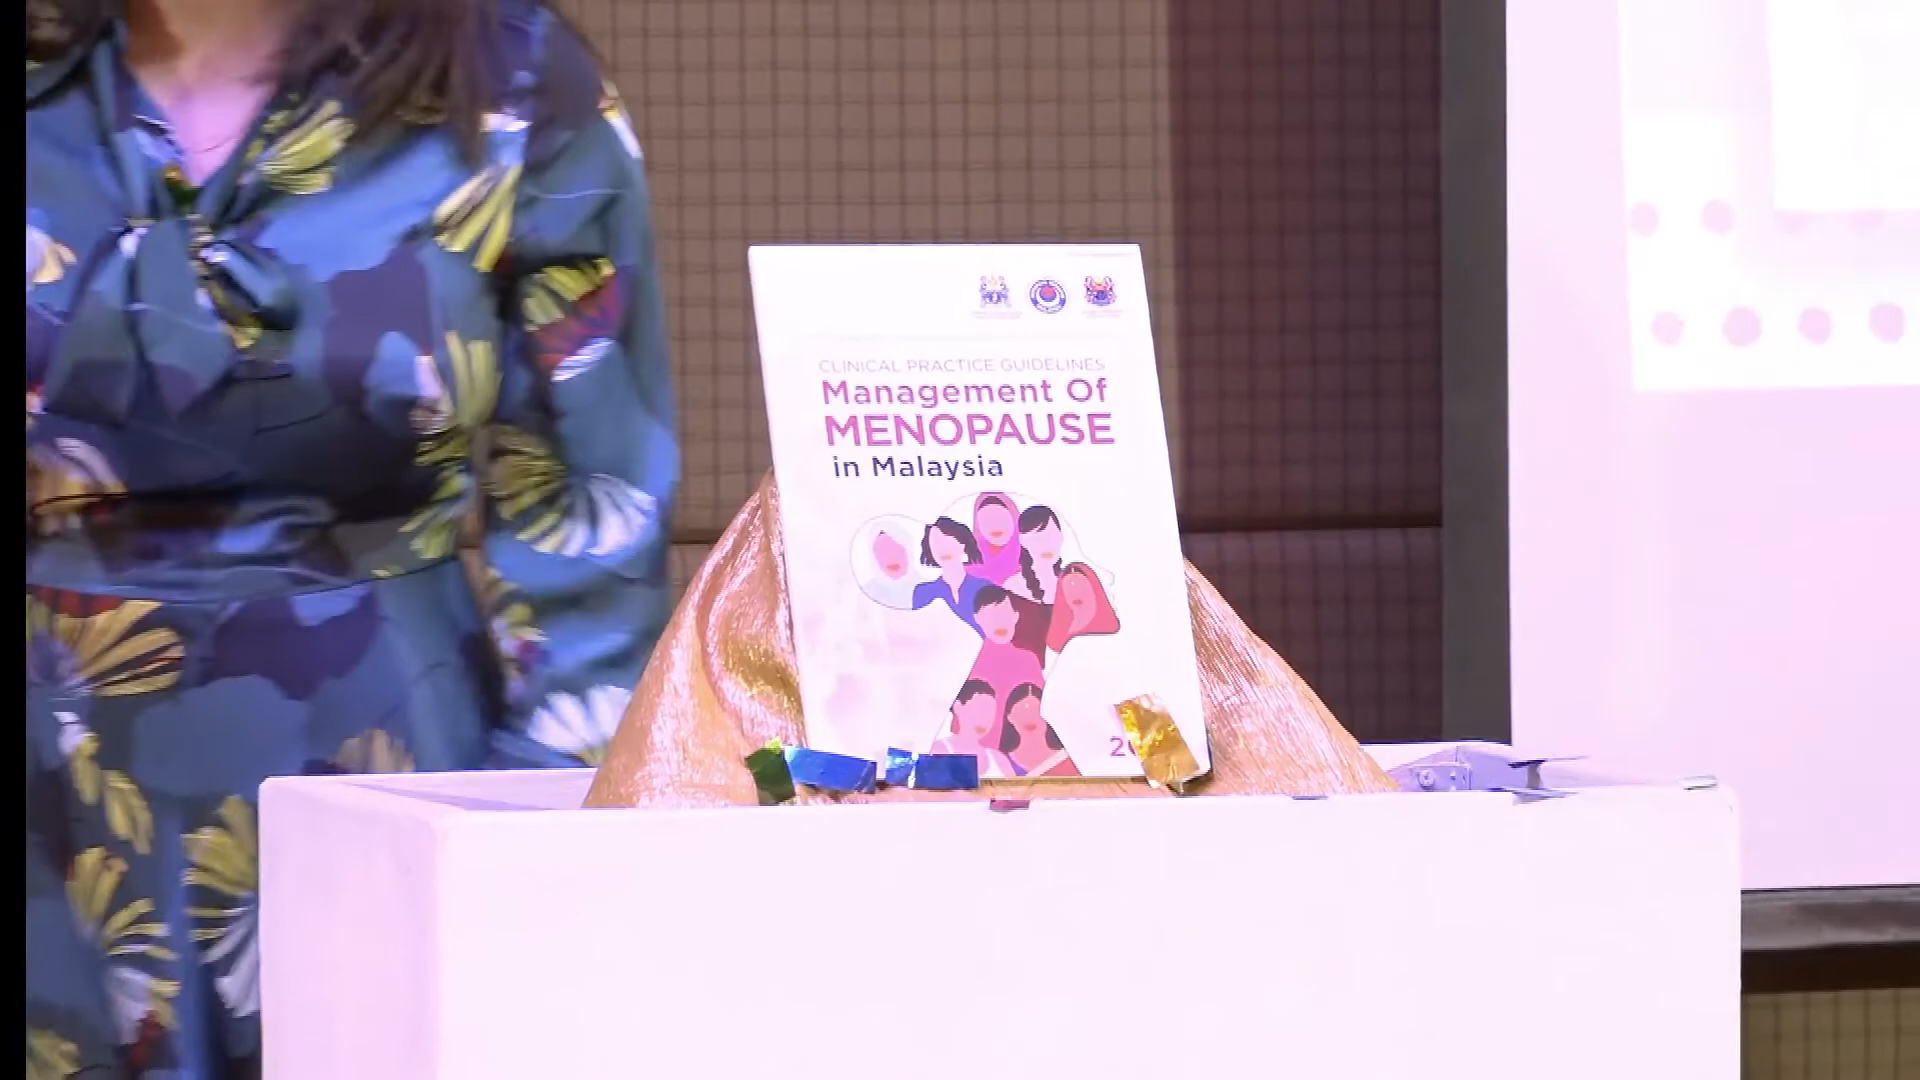 CLINICAL PRACTICE GUIDELINES
Management Of
MENOPAUSE
in Malaysia